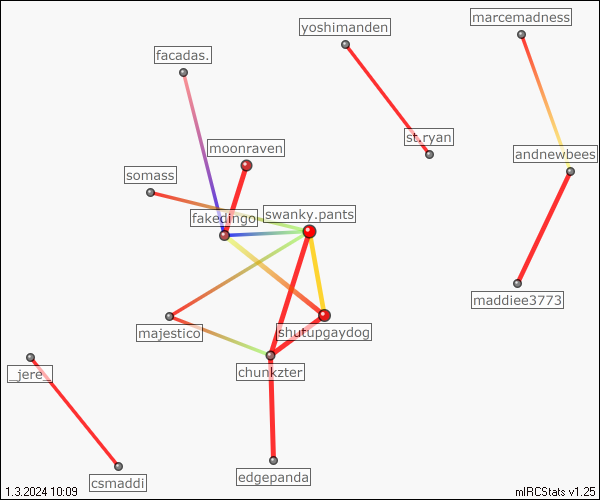 marcemadness
yoshimanden
facadas.
st.ryan
moonraven
andnewbees
somass
swanky.pants
fakedingo
maddiee3773
majestico
shutupgaydog
chunkzter
_jere_
edgepanda
csmaddi
1.3.2024 10:09
mIRCStats v1.25